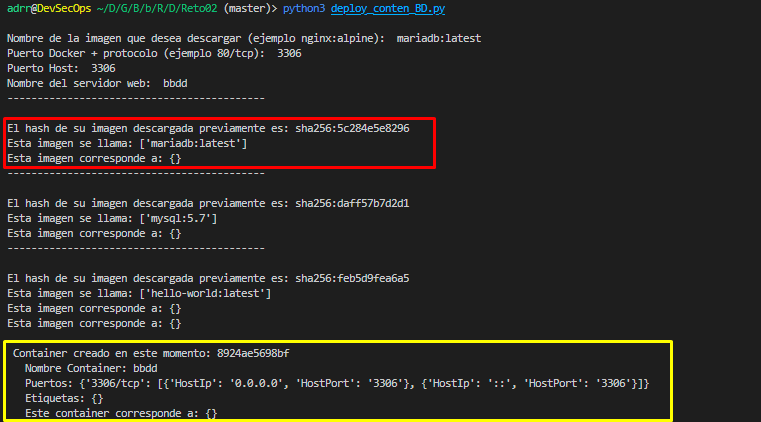 adrr@DevSecOps ~/D/G/B/b/R/D/Reto02 (master)> python3 deploy_conten_BD.py
Nombre de la imagen que desea descargar (ejemplo nginx:alpine):  mariadb:latest
Puerto Docker + protocolo (ejemplo 80/tcp):  3306
Puerto Host:  3306
Nombre del servidor web:  bbdd
-------------------------------------------
El hash de su imagen descargada previamente es: sha256:5c284e5e8296
Esta imagen se llama: ['mariadb:latest']
Esta imagen corresponde a: {}
-------------------------------------------
El hash de su imagen descargada previamente es: sha256:daff57b7d2d1
Esta imagen se llama: ['mysql:5.7']
Esta imagen corresponde a: {}
-------------------------------------------
El hash de su imagen descargada previamente es: sha256:feb5d9fea6a5
Esta imagen se llama: ['hello-world:latest']
Esta imagen corresponde a: {}
Esta imagen corresponde a: {}
Container creado en este momento: 8924ae5698bf
Nombre Container: bbdd
Puertos: {'3306/tcp': [{'HostIp': '0.0.0.0', 'HostPort': '3306'}, {'HostIp': '::', 'HostPort': '3306'}]}
Etiquetas: {}
Este container corresponde a: {}